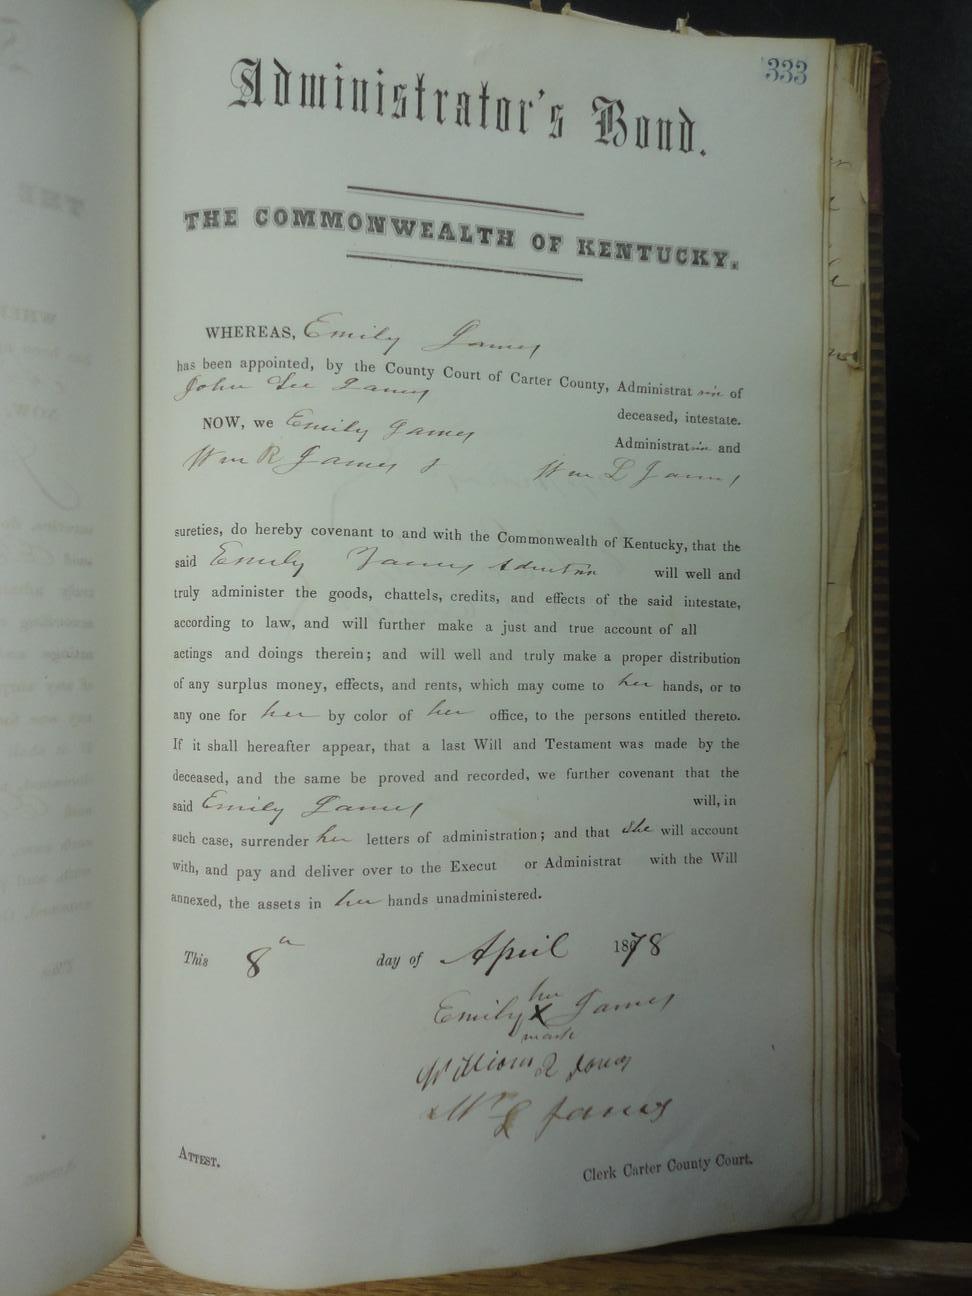 333
Administrator's Bond.
THE COMMONWEALTH OF KENTUCKY.
WHEREAS, Emily James
has been appointed, by the County Court of Carter County, Administratrix of
John Lee James deceased, intestate.
NOW, we Emily James Administratrix and
Wm R James & Wm L James
sureties, do hereby covenant to and with the Commonwealth of Kentucky, that the
said Emily James Admtrix will well and
truly administer the goods, chattels, credits, and effects of the said intestate,
according to law, and will further make a just and true account of all
actings and doings therein; and will well and truly make a proper distribution
of any surplus money, effects, and rents, which may come to her hands, or to
any one for her by color of her office, to the persons entitled thereto.
If it shall hereafter appear, that a last Will and Testament was made by the
deceased, and the same be proved and recorded, we further covenant that the
said Emily James will, in
such case, surrender her letters of administration; and that she will account
with, and pay and deliver over to the Execut or Administrat with the Will
annexed, the assets in her hands unadministered.
This 8th day of April 1878
her
Emily X James
mark
William R James
Wm L James
ATTEST.
Clerk Carter County Court.